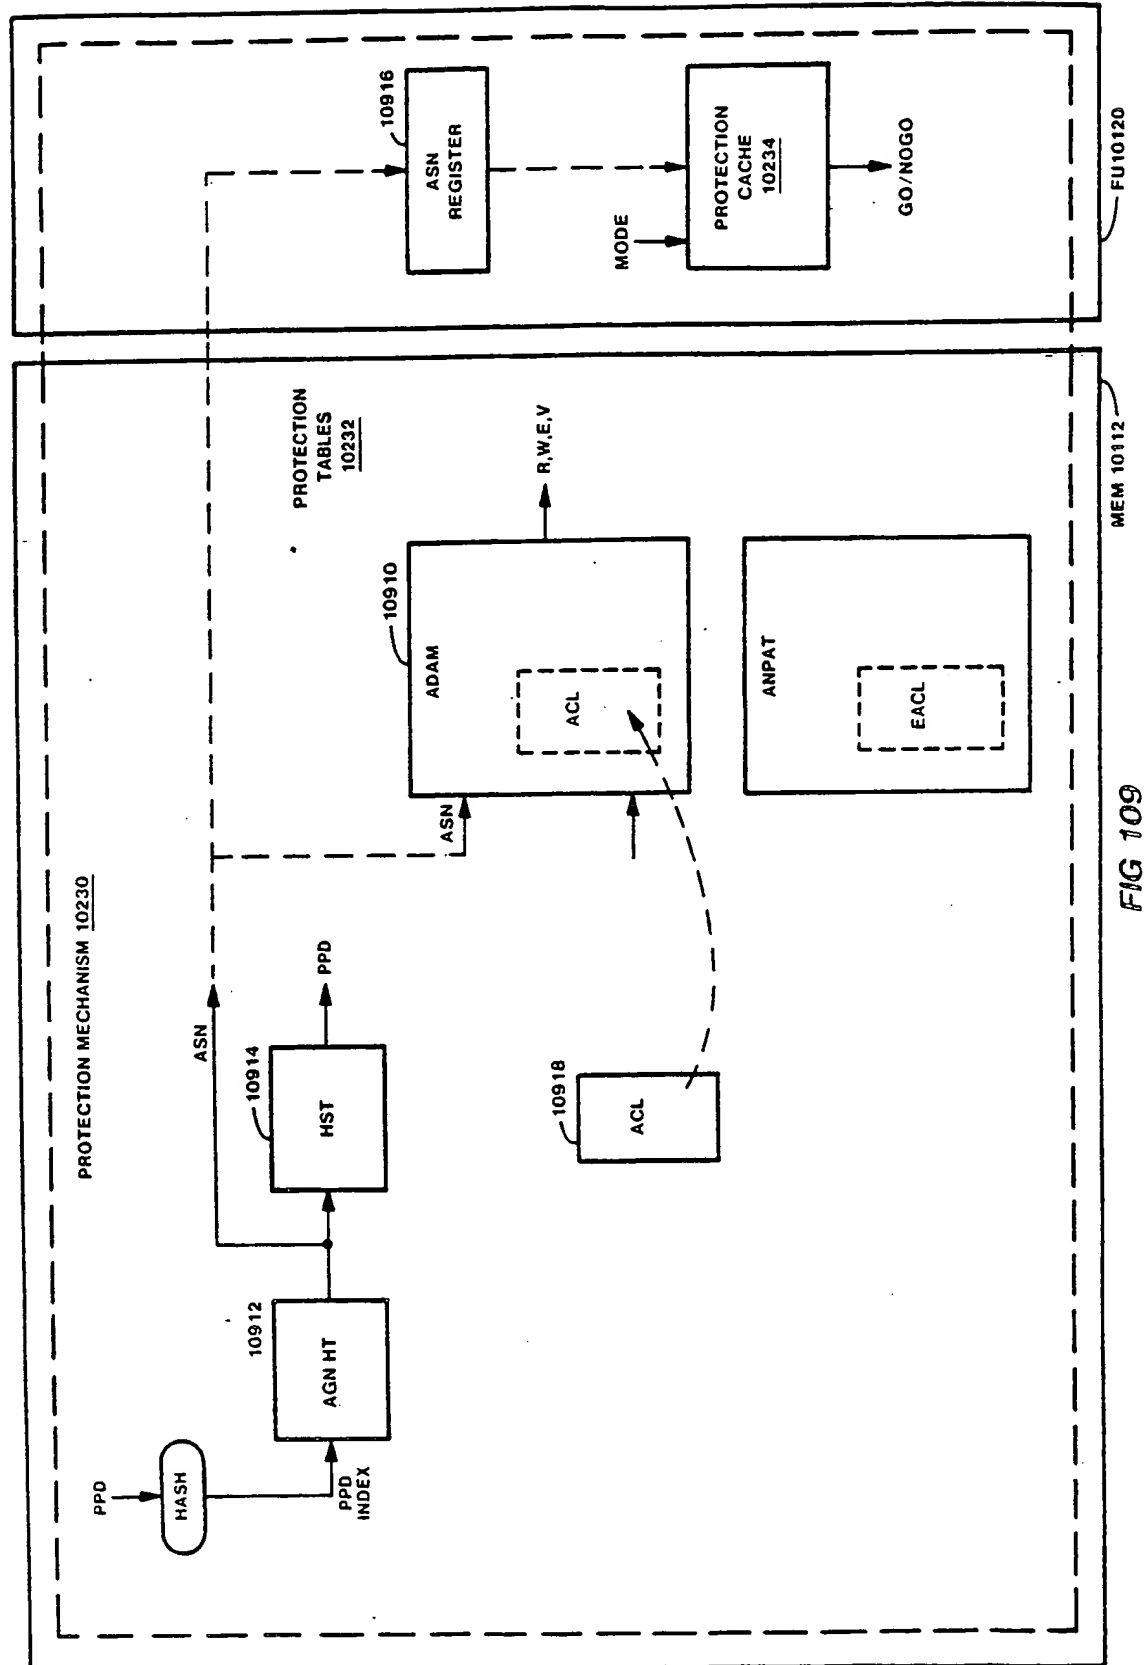 PROTECTION MECHANISM 10230
PPD
HASH
PPD
INDEX
10912
AGN HT
ASN
10914
HST
PPD
10918
ACL
ASN
10910
ADAM
ACL
R,W,E,V
PROTECTION
TABLES
10232
ANPAT
EACL
MEM 10112
10916
ASN
REGISTER
MODE
PROTECTION
CACHE
10234
GO/NOGO
FU10120
FIG 109